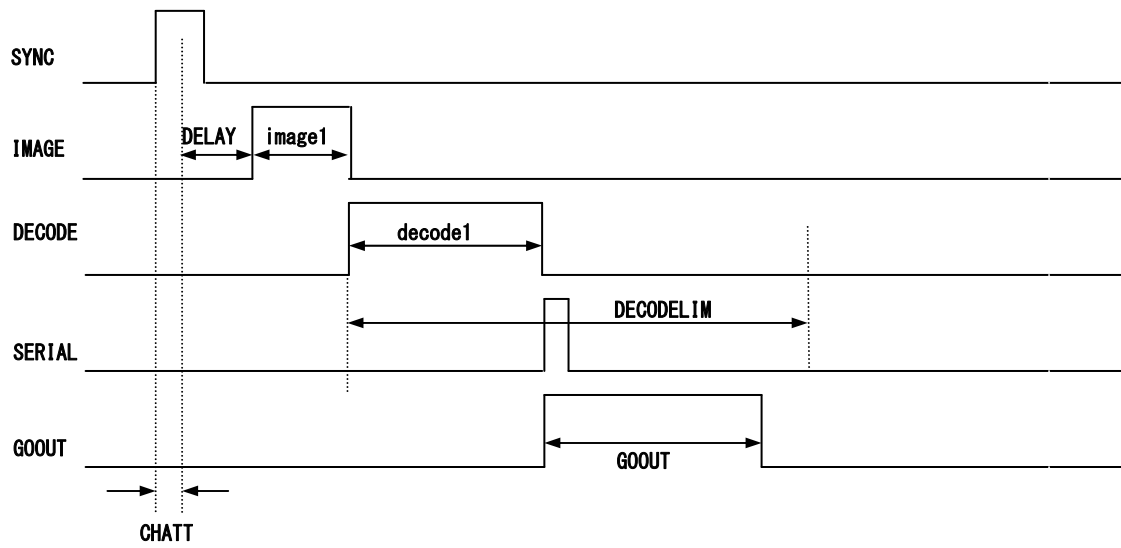 SYNC
DELAY
image1
IMAGE
DECODE
decode1
DECODELIM
SERIAL
GOOUT
GOOUT
CHATT